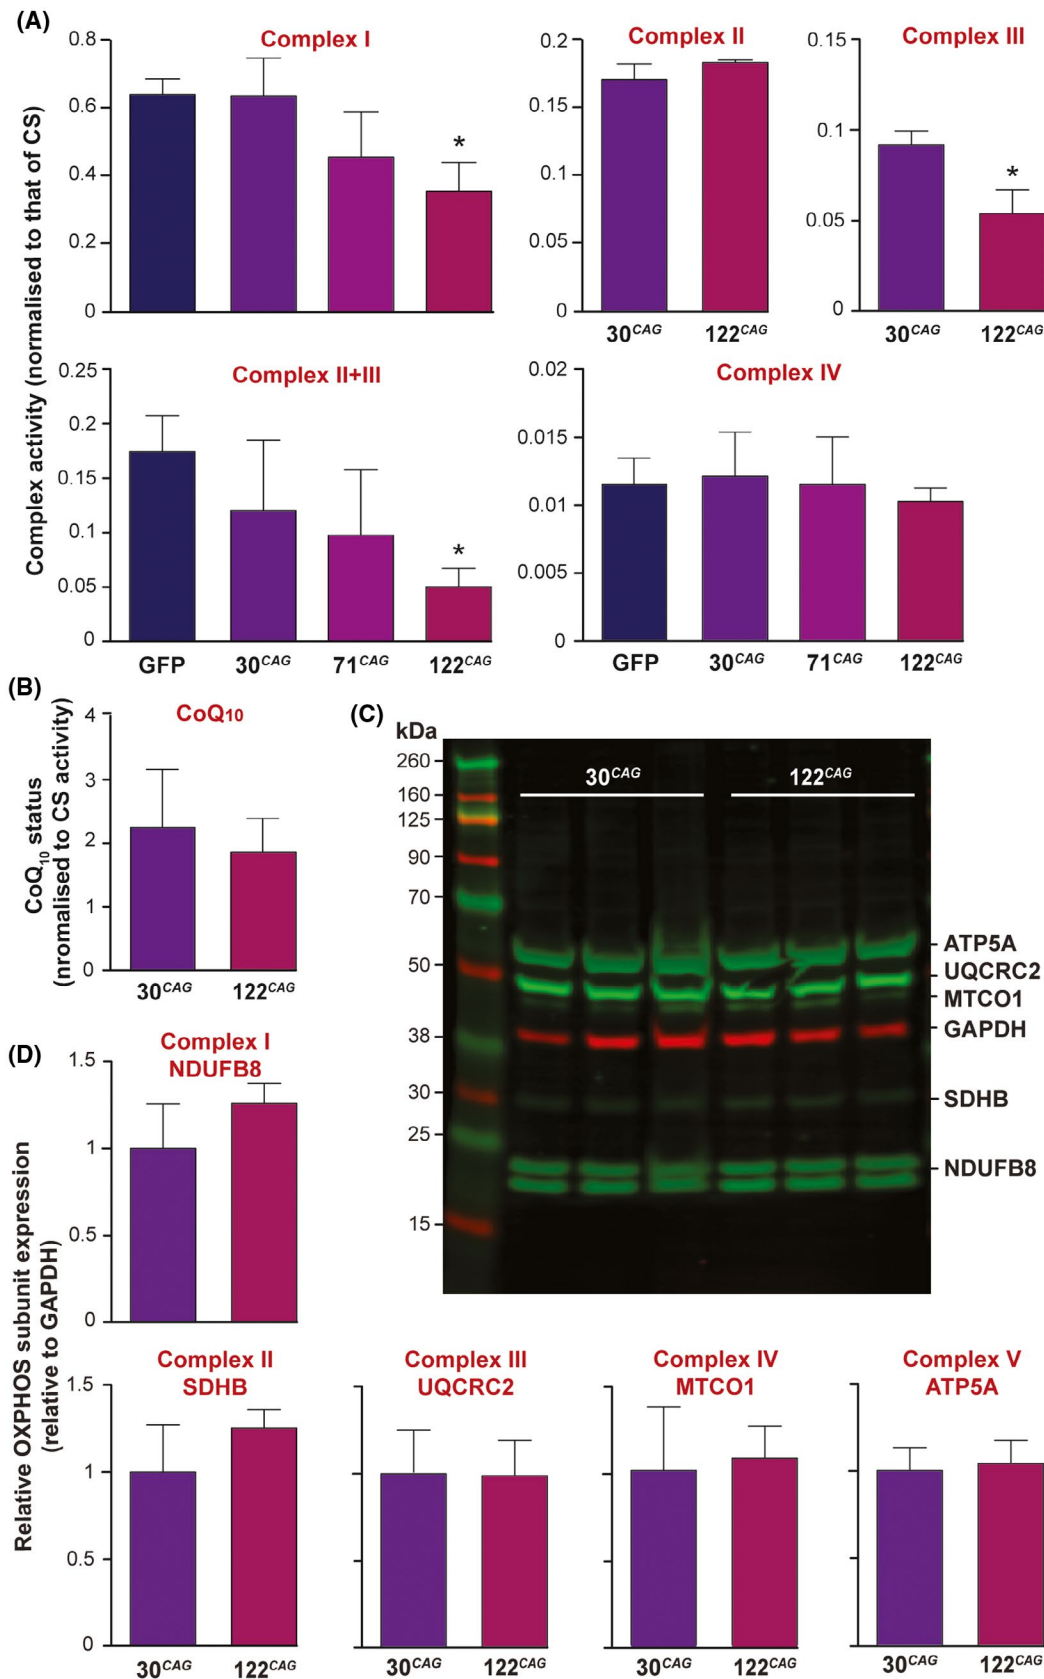 (A)
Complex activity (normalised to that of CS)
Complex I
0.8
0.6
0.4
0.2
0
*
Complex II
0.2
0.15
0.1
0.05
0
30CAG 122CAG
Complex III
0.15
0.1
0.05
0
*
30CAG 122CAG
Complex II+III
0.25
0.2
0.15
0.1
0.05
0
*
GFP 30CAG 71CAG 122CAG
Complex IV
0.02
0.015
0.01
0.005
0
GFP 30CAG 71CAG 122CAG
(B)
CoQ10 status
(nromalised to CS activity)
CoQ10
4
3
2
1
0
30CAG 122CAG
(C)
kDa
260
160
125
90
70
50
38
30
25
15
30CAG 122CAG
ATP5A
UQCRC2
MTCO1
GAPDH
SDHB
NDUFB8
(D)
Relative OXPHOS subunit expression
(relative to GAPDH)
Complex I
NDUFB8
1.5
1
0.5
0
Complex II
SDHB
1.5
1
0.5
0
30CAG 122CAG
Complex III
UQCRC2
30CAG 122CAG
Complex IV
MTCO1
30CAG 122CAG
Complex V
ATP5A
30CAG 122CAG